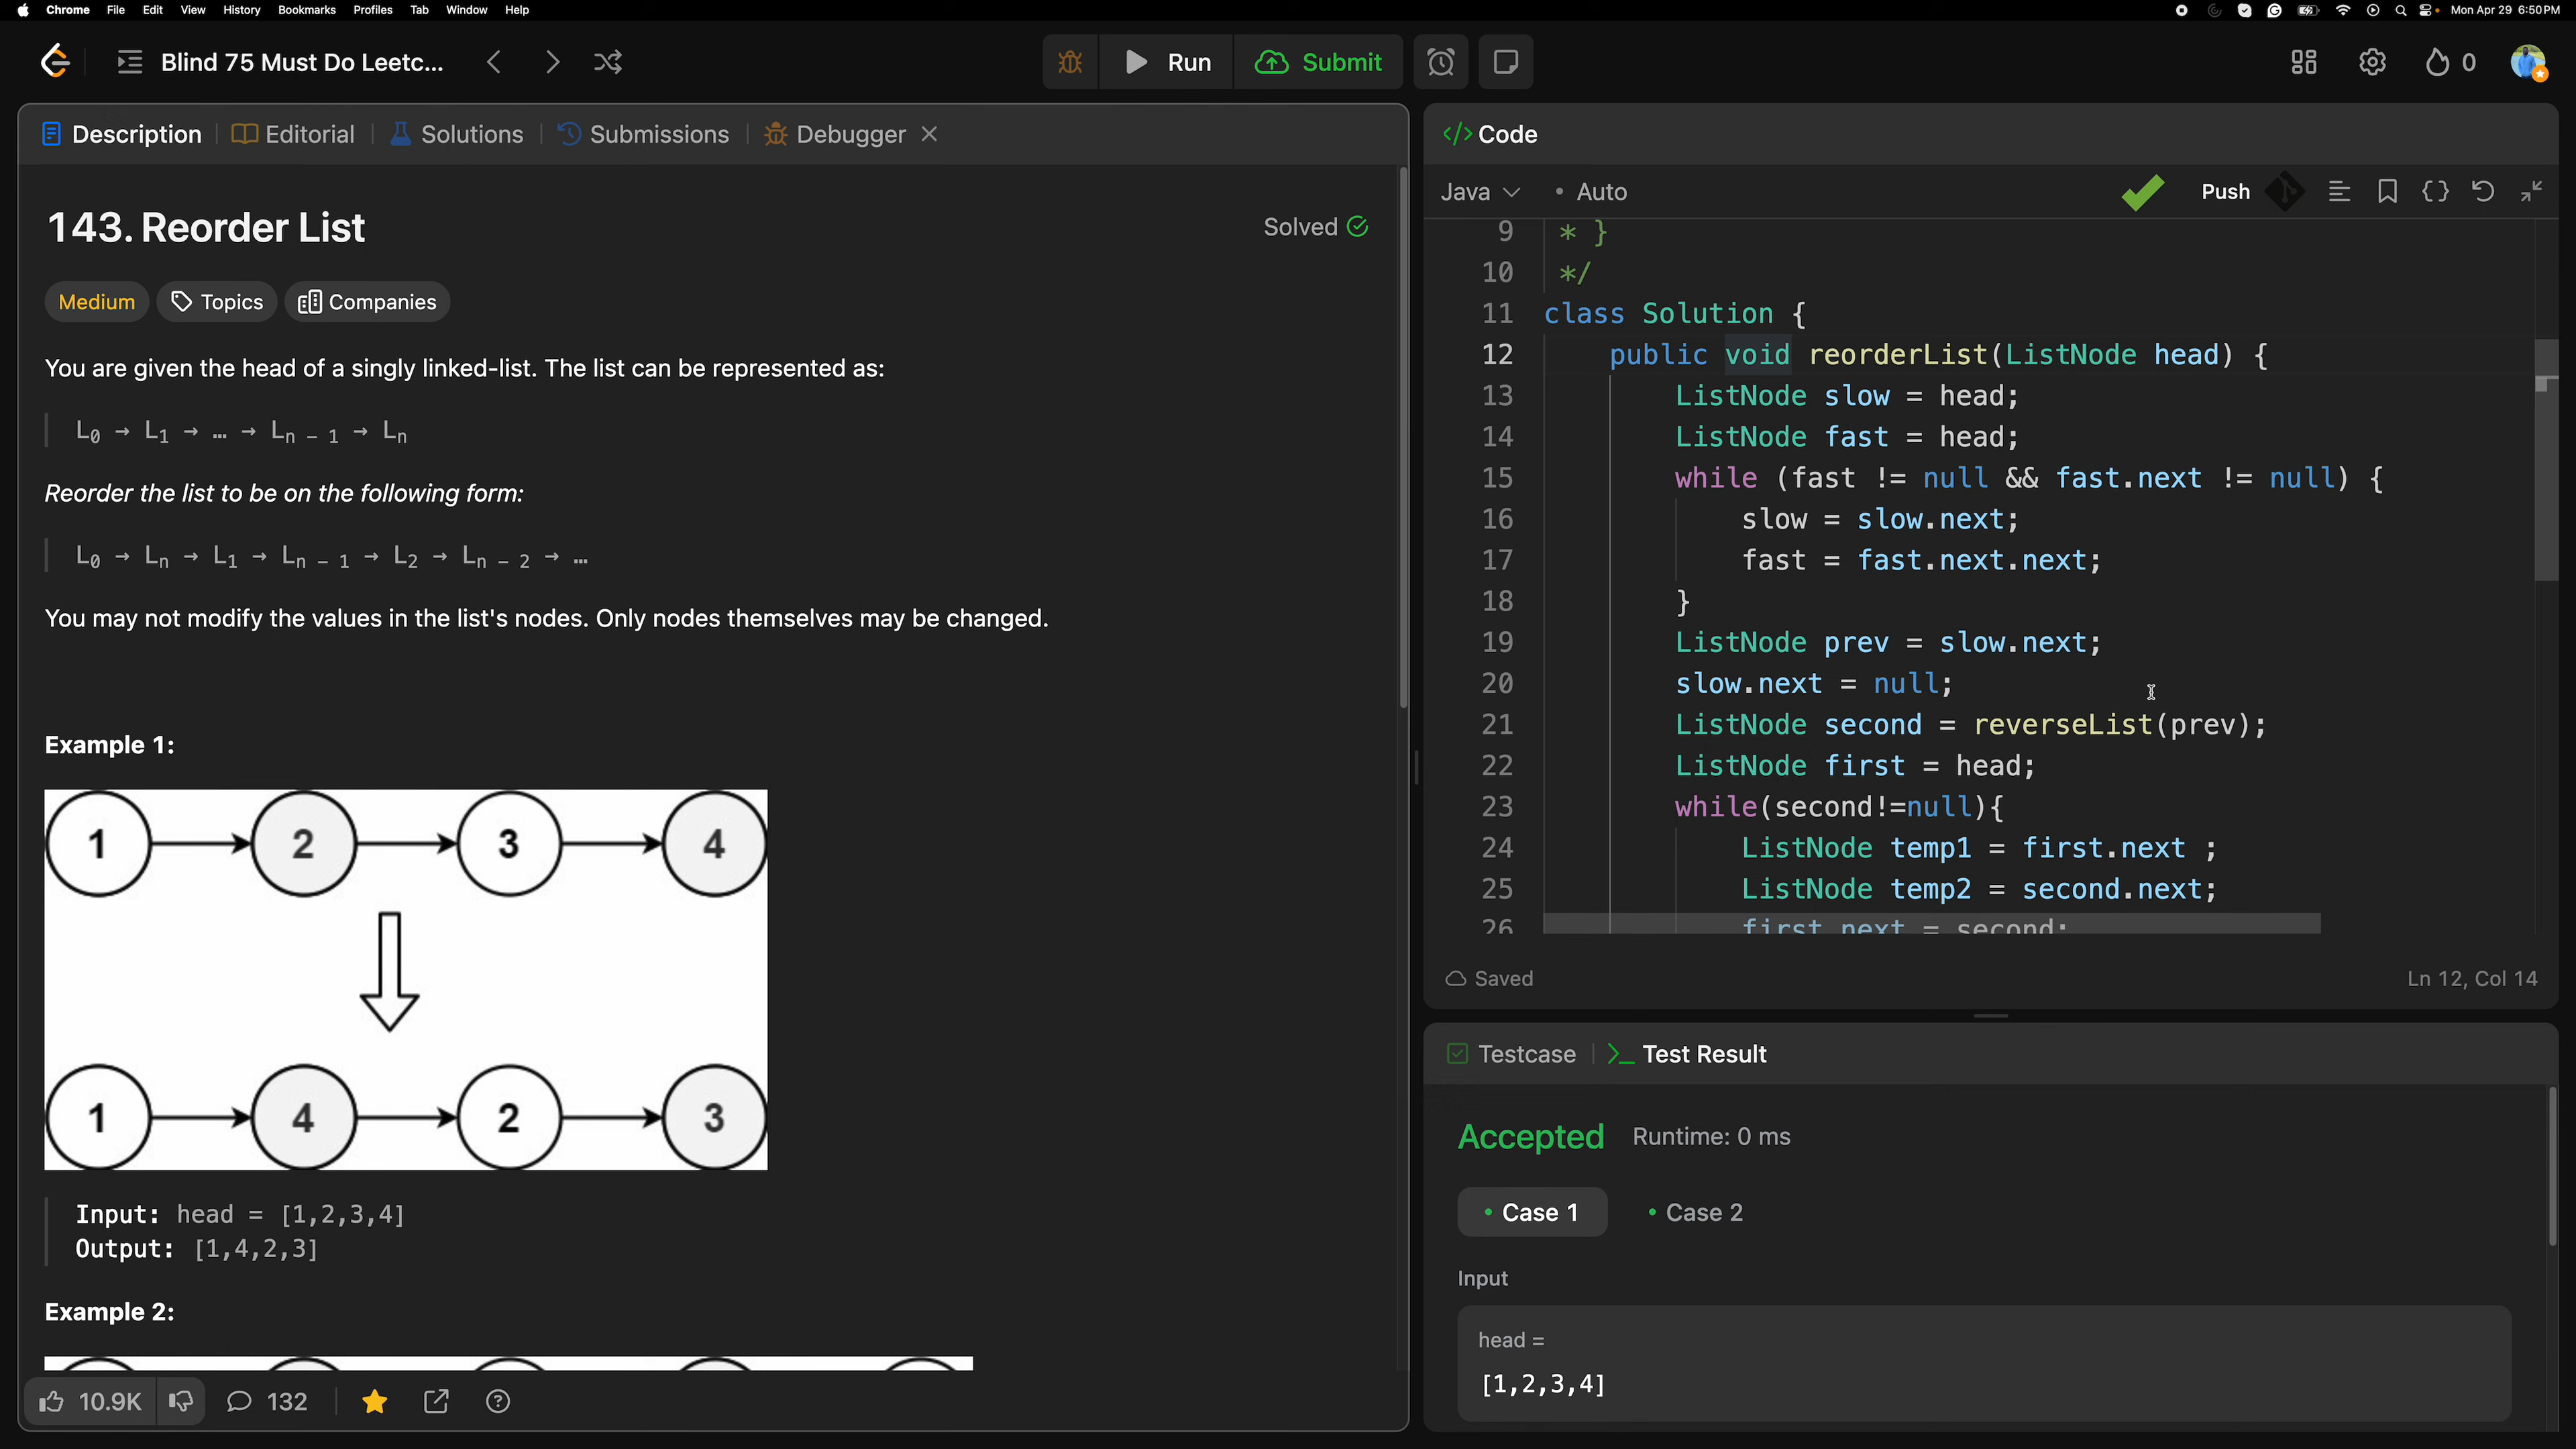 Chrome File Edit View History Bookmarks Profiles Tab Window Help Mon Apr 29 6:50 PM
Blind 75 Must Do Leetc...
Run
Submit
0
Description
Editorial
Solutions
Submissions
Debugger
143. Reorder List
Solved
Medium
Topics
Companies
You are given the head of a singly linked-list. The list can be represented as:
L0 → L1 → … → Ln - 1 → Ln
Reorder the list to be on the following form:
L0 → Ln → L1 → Ln - 1 → L2 → Ln - 2 → …
You may not modify the values in the list's nodes. Only nodes themselves may be changed.
Example 1:
1 2 3 4
1 4 2 3
Input: head = [1,2,3,4]
Output: [1,4,2,3]
Example 2:
10.9K
132
</> Code
Java • Auto
Push
9 * }
10 */
11 class Solution {
12 public void reorderList(ListNode head) {
13 ListNode slow = head;
14 ListNode fast = head;
15 while (fast != null && fast.next != null) {
16 slow = slow.next;
17 fast = fast.next.next;
18 }
19 ListNode prev = slow.next;
20 slow.next = null;
21 ListNode second = reverseList(prev);
22 ListNode first = head;
23 while(second!=null){
24 ListNode temp1 = first.next ;
25 ListNode temp2 = second.next;
26 first.next = second;
Saved
Ln 12, Col 14
Testcase
Test Result
Accepted
Runtime: 0 ms
• Case 1
• Case 2
Input
head =
[1,2,3,4]